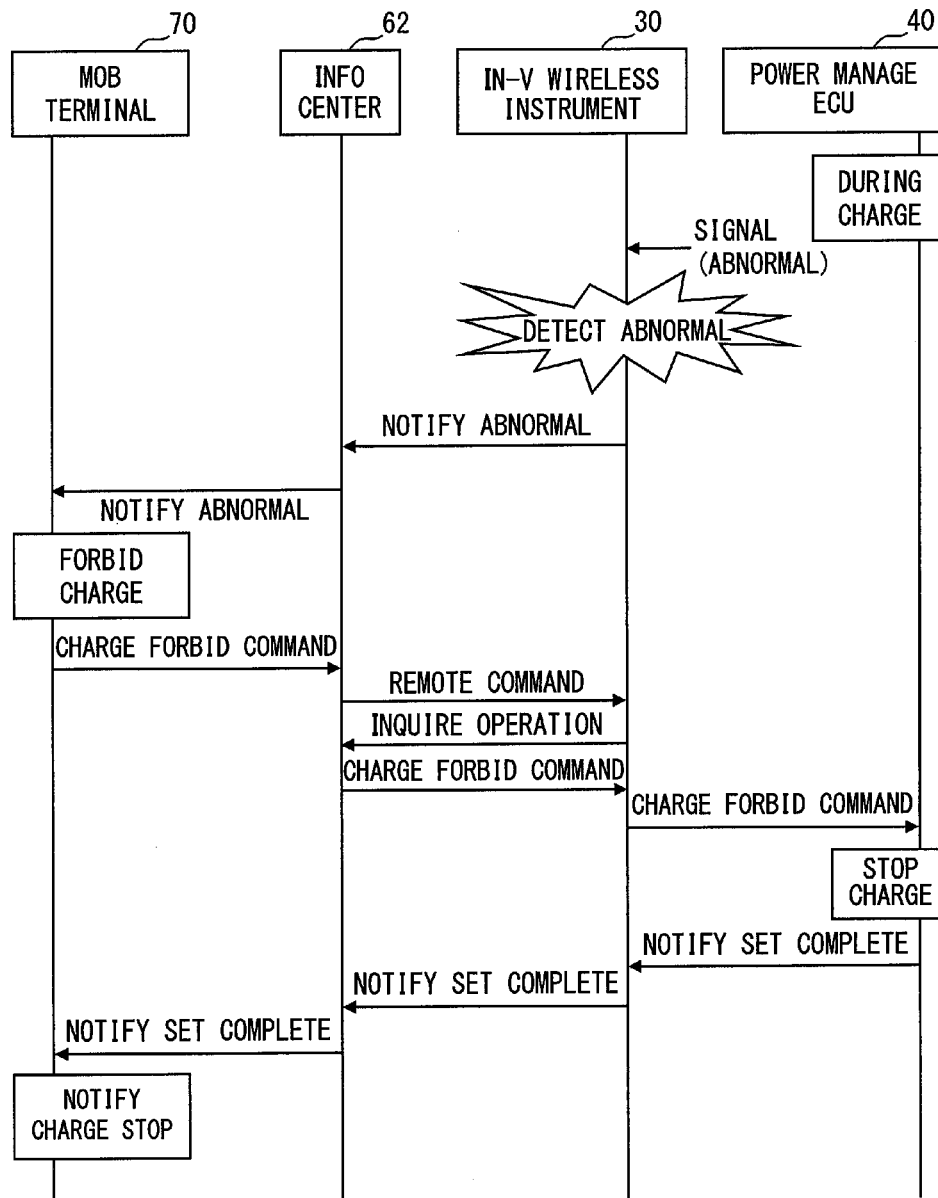 70
62
30
40
MOB
TERMINAL
INFO
CENTER
IN-V WIRELESS
INSTRUMENT
POWER MANAGE
ECU
DURING
CHARGE
SIGNAL
(ABNORMAL)
DETECT ABNORMAL
NOTIFY ABNORMAL
NOTIFY ABNORMAL
FORBID
CHARGE
CHARGE FORBID COMMAND
REMOTE COMMAND
INQUIRE OPERATION
CHARGE FORBID COMMAND
CHARGE FORBID COMMAND
STOP
CHARGE
NOTIFY SET COMPLETE
NOTIFY SET COMPLETE
NOTIFY SET COMPLETE
NOTIFY
CHARGE STOP